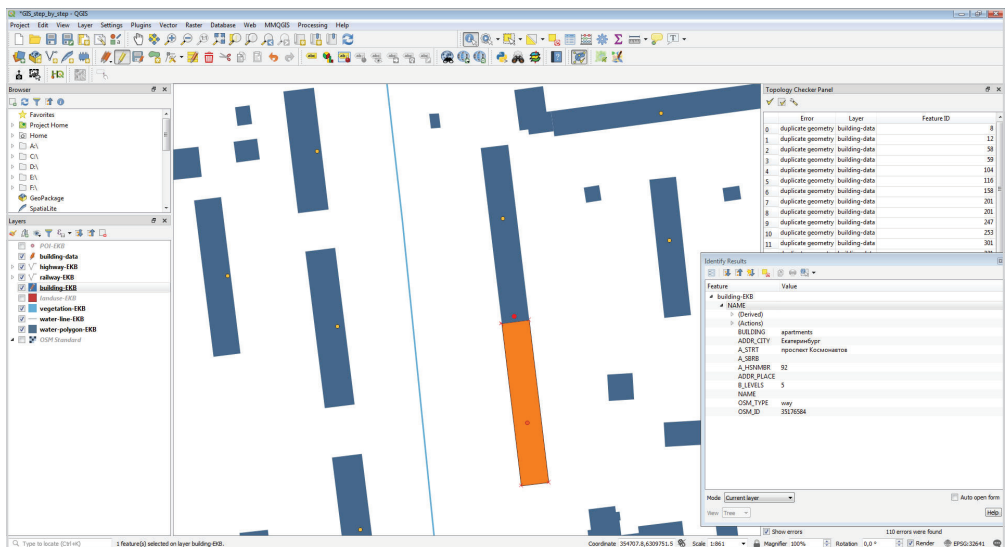 *GIS_step_by_step - QGIS
Project Edit View Layer Settings Plugins Vector Raster Database Web MMQGIS Processing Help
Browser
Favorites
Project Home
Home
A:\
C:\
D:\
E:\
F:\
GeoPackage
SpatiaLite
Layers
POI-EKB
building-data
highway-EKB
railway-EKB
building-EKB
landuse-EKB
vegetation-EKB
water-line-EKB
water-polygon-EKB
OSM Standard
Topology Checker Panel
Error Layer Feature ID
0 duplicate geometry building-data 8
1 duplicate geometry building-data 12
2 duplicate geometry building-data 58
3 duplicate geometry building-data 59
4 duplicate geometry building-data 104
5 duplicate geometry building-data 116
6 duplicate geometry building-data 158
7 duplicate geometry building-data 201
8 duplicate geometry building-data 201
9 duplicate geometry building-data 247
10 duplicate geometry building-data 253
11 duplicate geometry building-data 301
Identify Results
Feature Value
building-EKB
NAME
(Derived)
(Actions)
BUILDING apartments
ADDR_CITY Екатеринбург
A_STRT проспект Космонавтов
A_SBRB
A_HSNMBR 92
ADDR_PLACE
B_LEVELS 5
NAME
OSM_TYPE way
OSM_ID 35176584
Mode Current layer Auto open form
View Tree Help
Show errors 110 errors were found
Type to locate (Ctrl+K) 1 feature(s) selected on layer building-EKB. Coordinate 354707.8,6309751.5 Scale 1:861 Magnifier 100% Rotation 0,0 ° Render EPSG:32641